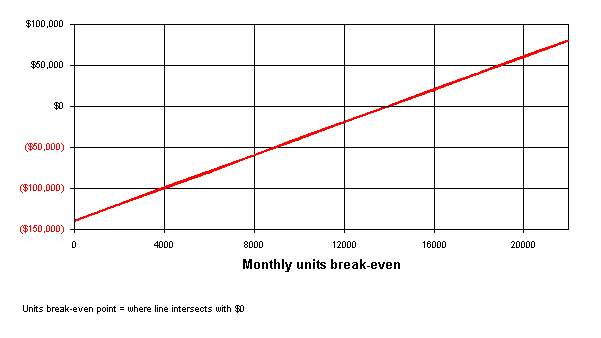 $100,000
$50,000
$0
($50,000)
($100,000)
($150,000)
0 4000 8000 12000 16000 20000
Monthly units break-even
Units break-even point = where line intersects with $0